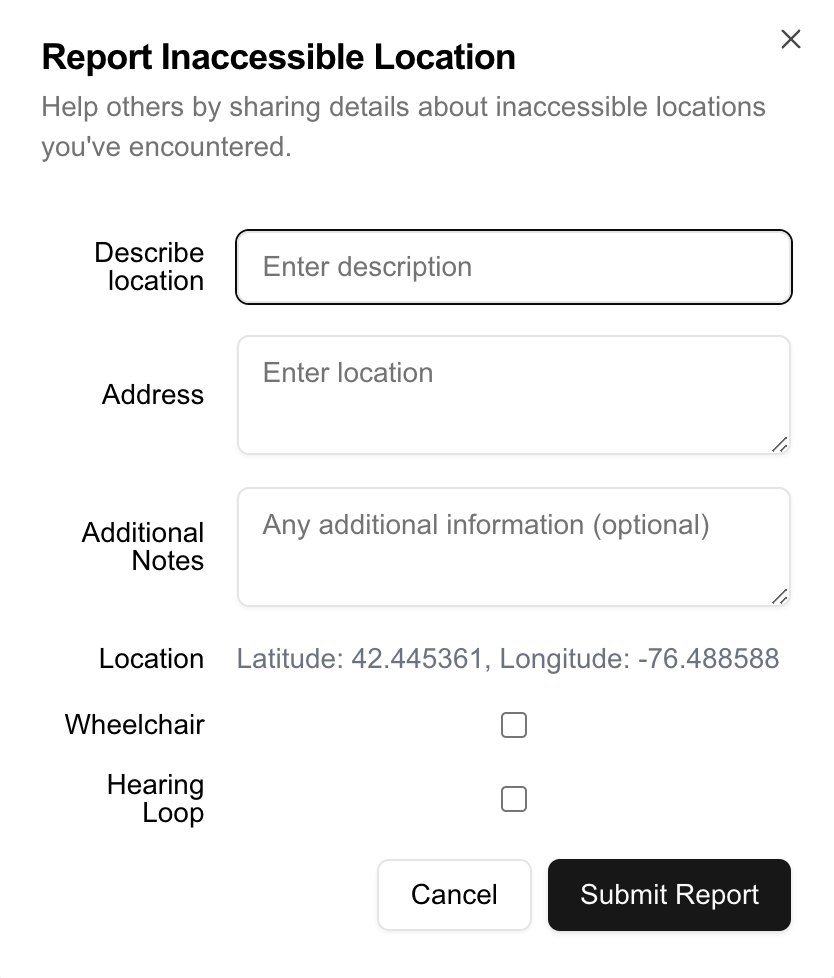 Report Inaccessible Location
Help others by sharing details about inaccessible locations
you've encountered.
Describe
location
Enter description
Address
Enter location
Additional
Notes
Any additional information (optional)
Location
Latitude: 42.445361, Longitude: -76.488588
Wheelchair
Hearing
Loop
Cancel
Submit Report